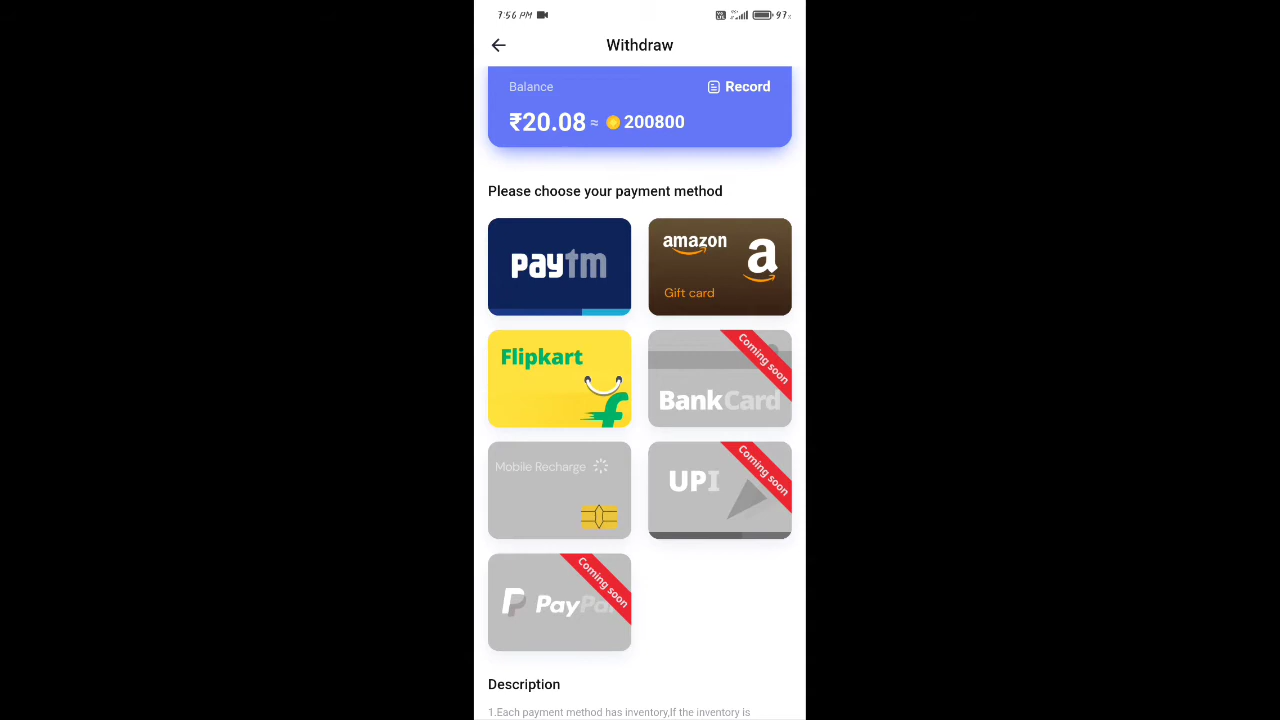 7:56 PM
97%
Withdraw
Balance
Record
₹20.08 ≈ 200800
Please choose your payment method
paytm
amazon
a
Gift card
Flipkart
f
Coming soon
BankCard
Mobile Recharge
Coming soon
UPI
Coming soon
P PayPal
Description
1.Each payment method has inventory,If the inventory is